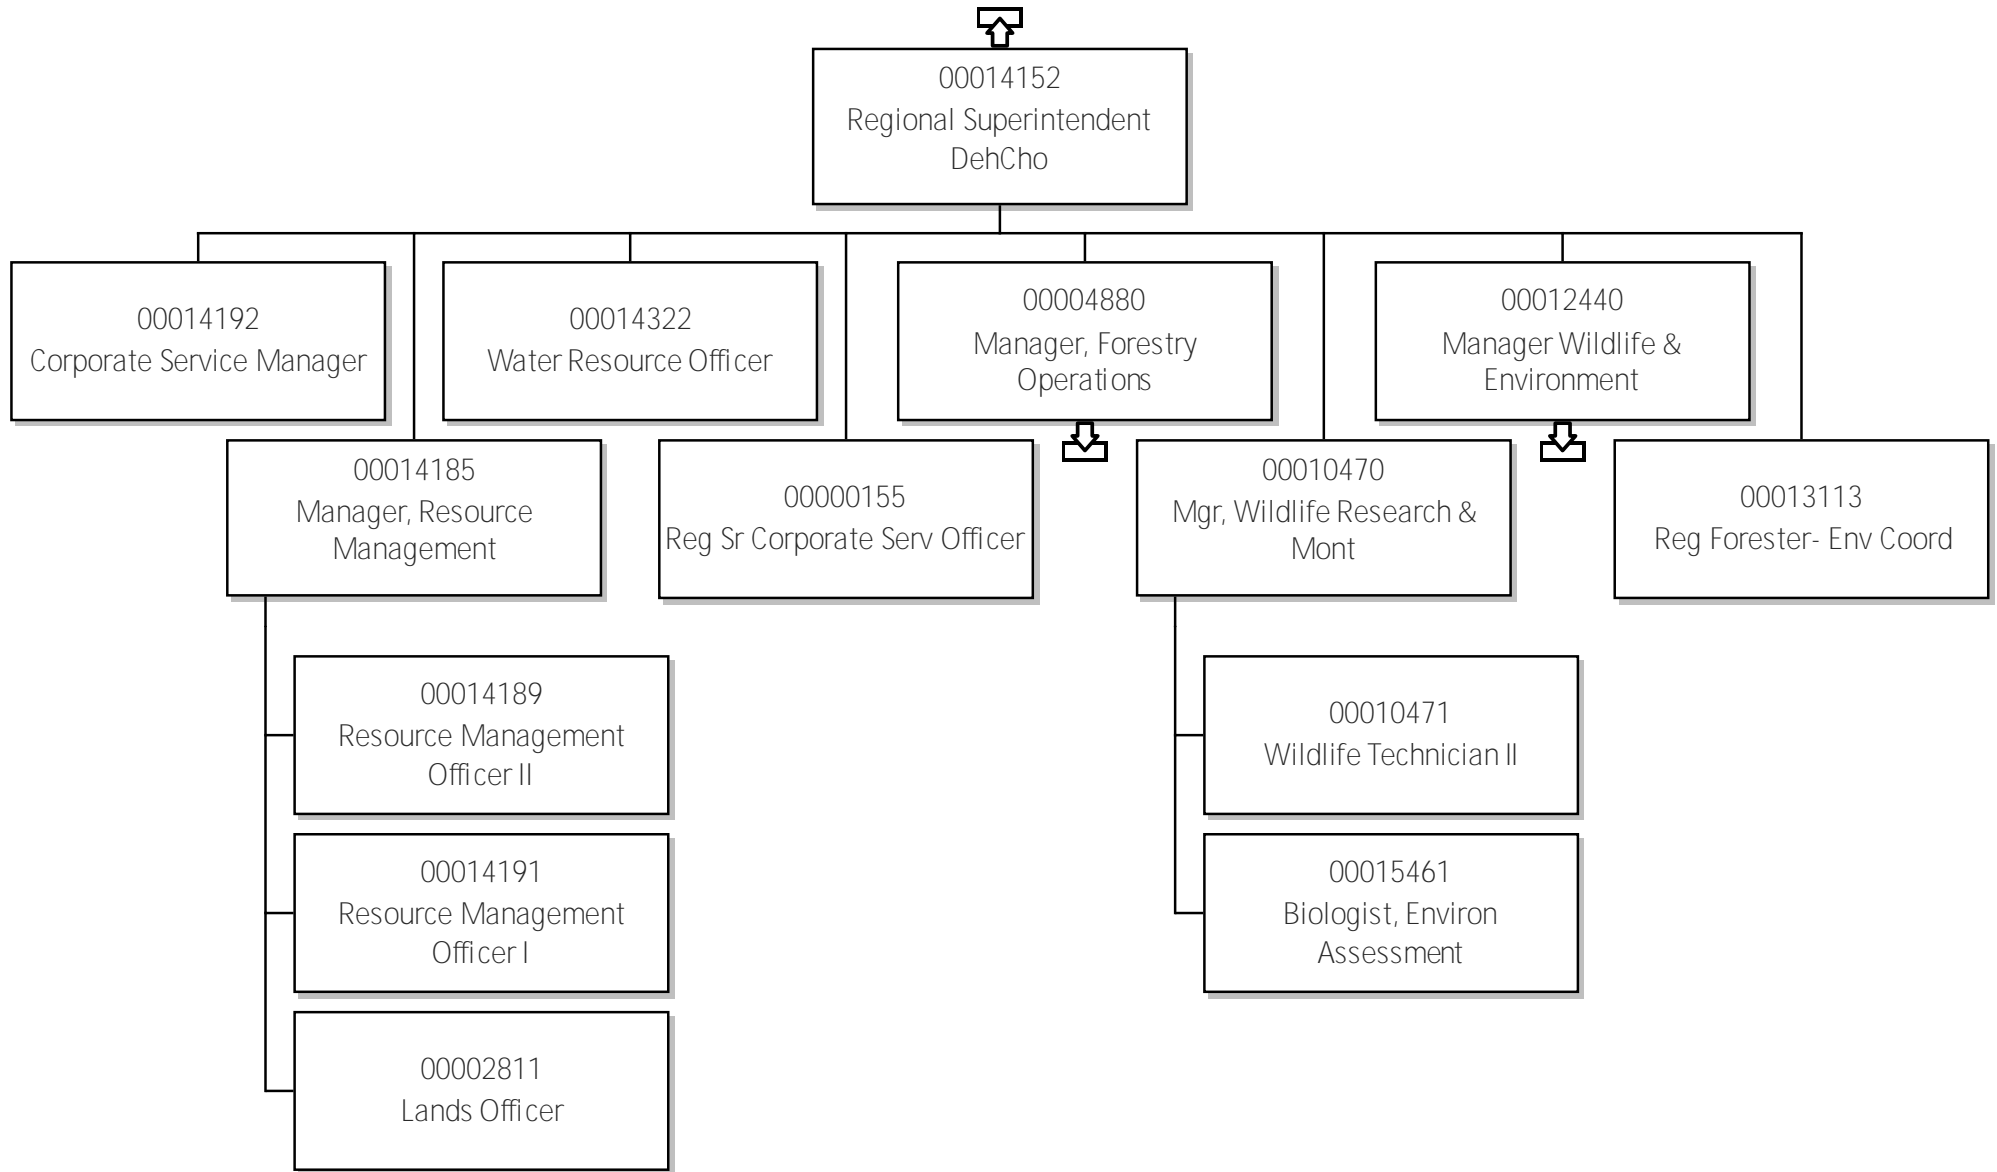 00014152
Regional Superintendent
DehCho
00014192
Corporate Service Manager
00014322
Water Resource Officer
00004880
Manager, Forestry
Operations
00012440
Manager Wildlife &
Environment
00014185
Manager, Resource
Management
00000155
Reg Sr Corporate Serv Officer
00010470
Mgr, Wildlife Research &
Mont
00013113
Reg Forester- Env Coord
00014189
Resource Management
Officer II
00014191
Resource Management
Officer I
00002811
Lands Officer
00010471
Wildlife Technician II
00015461
Biologist, Environ
Assessment